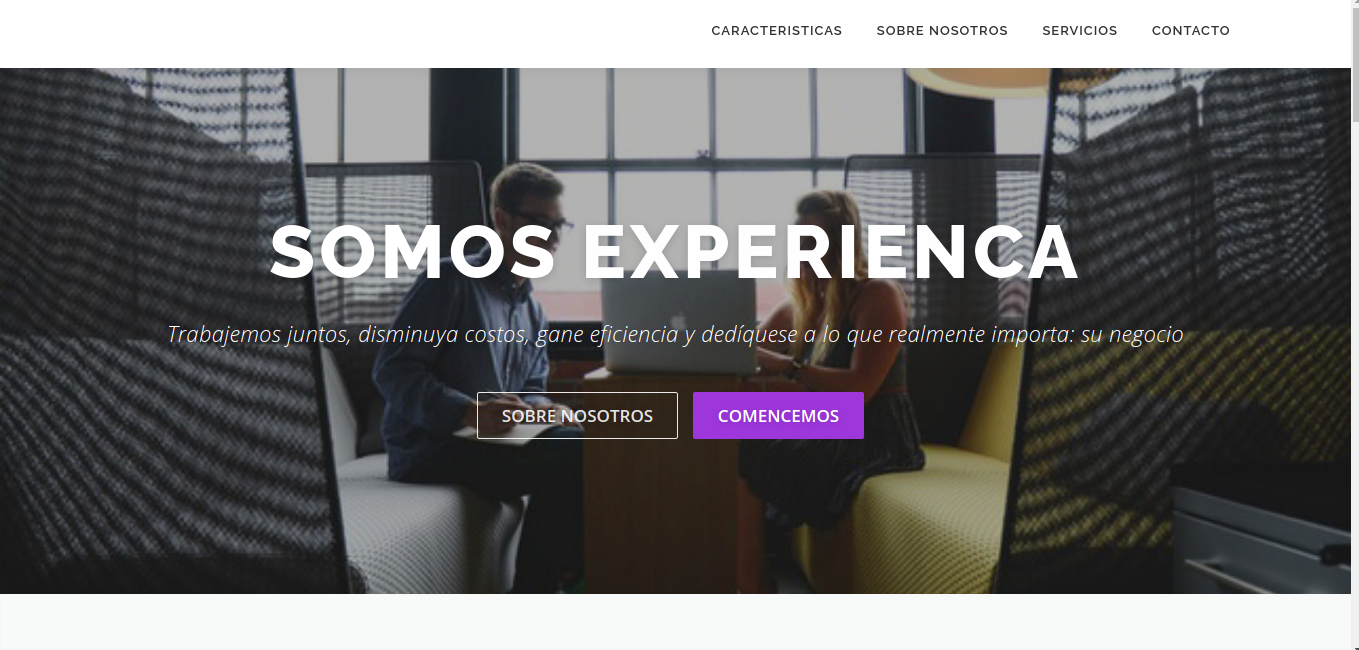 CARACTERISTICAS SOBRE NOSOTROS SERVICIOS CONTACTO
SOMOS EXPERIENCA
Trabajemos juntos, disminuya costos, gane eficiencia y dedíquese a lo que realmente importa: su negocio
SOBRE NOSOTROS COMENCEMOS